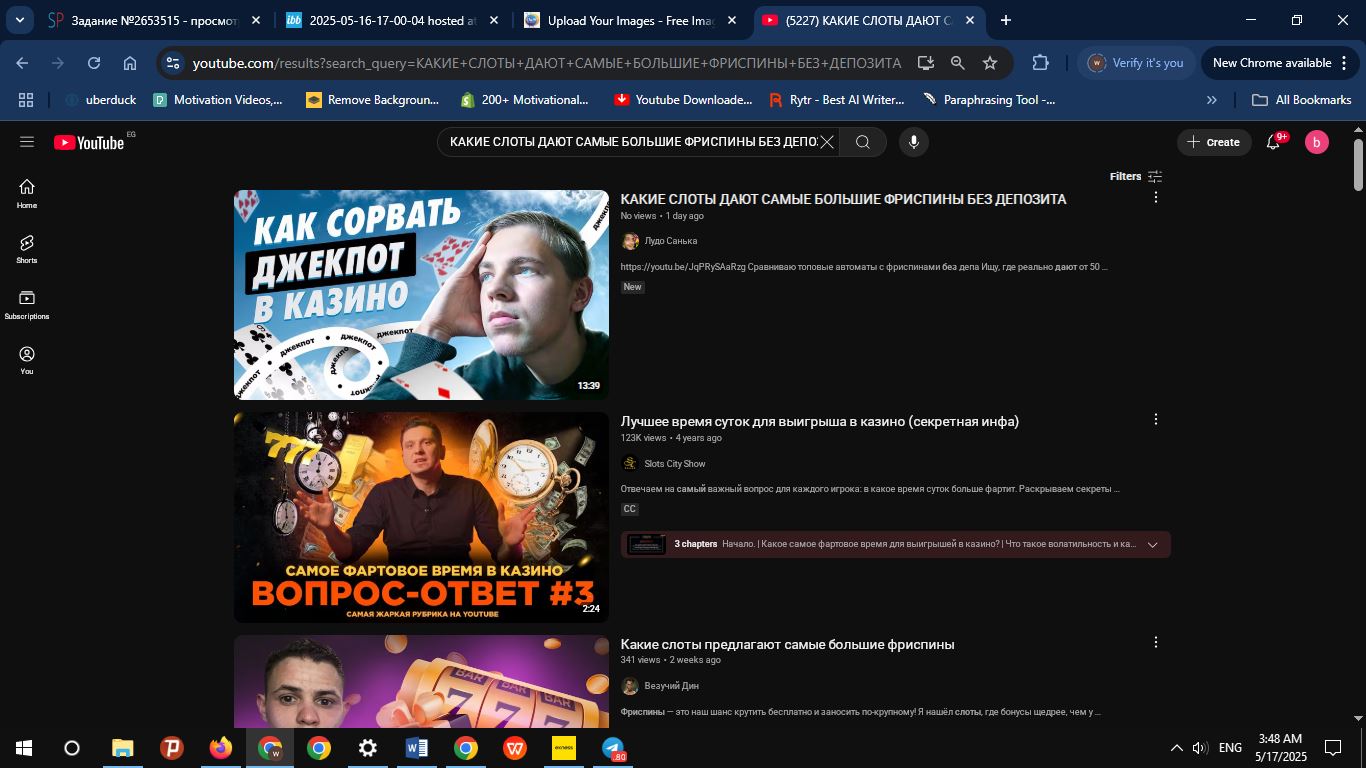 Задание №2653515 - просмотр
2025-05-16-17-00-04 hosted at
Upload Your Images - Free Imag
(5227) КАКИЕ СЛОТЫ ДАЮТ СА
youtube.com/results?search_query=КАКИЕ+СЛОТЫ+ДАЮТ+САМЫЕ+БОЛЬШИЕ+ФРИСПИНЫ+БЕЗ+ДЕПОЗИТА
Verify it's you
New Chrome available
uberduck
Motivation Videos,...
Remove Backgroun...
200+ Motivational...
Youtube Downloade...
Rytr - Best AI Writer...
Paraphrasing Tool -...
All Bookmarks
YouTube EG
КАКИЕ СЛОТЫ ДАЮТ САМЫЕ БОЛЬШИЕ ФРИСПИНЫ БЕЗ ДЕПОЗ
Create
9+
b
Home
Shorts
Subscriptions
You
Filters
КАК СОРВАТЬ
ДЖЕКПОТ
В КАЗИНО
ДЖЕКПОТ
13:39
КАКИЕ СЛОТЫ ДАЮТ САМЫЕ БОЛЬШИЕ ФРИСПИНЫ БЕЗ ДЕПОЗИТА
No views • 1 day ago
Лудо Санька
https://youtu.be/JqPRySAaRzg Сравниваю топовые автоматы с фриспинами без депа Ищу, где реально дают от 50 ...
New
777
САМОЕ ФАРТОВОЕ ВРЕМЯ В КАЗИНО
ВОПРОС-ОТВЕТ #3
САМАЯ ЖАРКАЯ РУБРИКА НА YOUTUBE
2:24
Лучшее время суток для выигрыша в казино (секретная инфа)
123K views • 4 years ago
Slots City Show
Отвечаем на самый важный вопрос для каждого игрока: в какое время суток больше фартит. Раскрываем секреты ...
CC
3 chapters Начало. | Какое самое фартовое время для выигрышей в казино? | Что такое волатильность и ка...
BAR BAR BAR
7 7 7
Какие слоты предлагают самые большие фриспины
341 views • 2 weeks ago
Везучий Дин
Фриспины — это наш шанс крутить бесплатно и заносить по-крупному! Я нашёл слоты, где бонусы щедрее, чем у ...
exness
.80
ENG
3:48 AM
5/17/2025